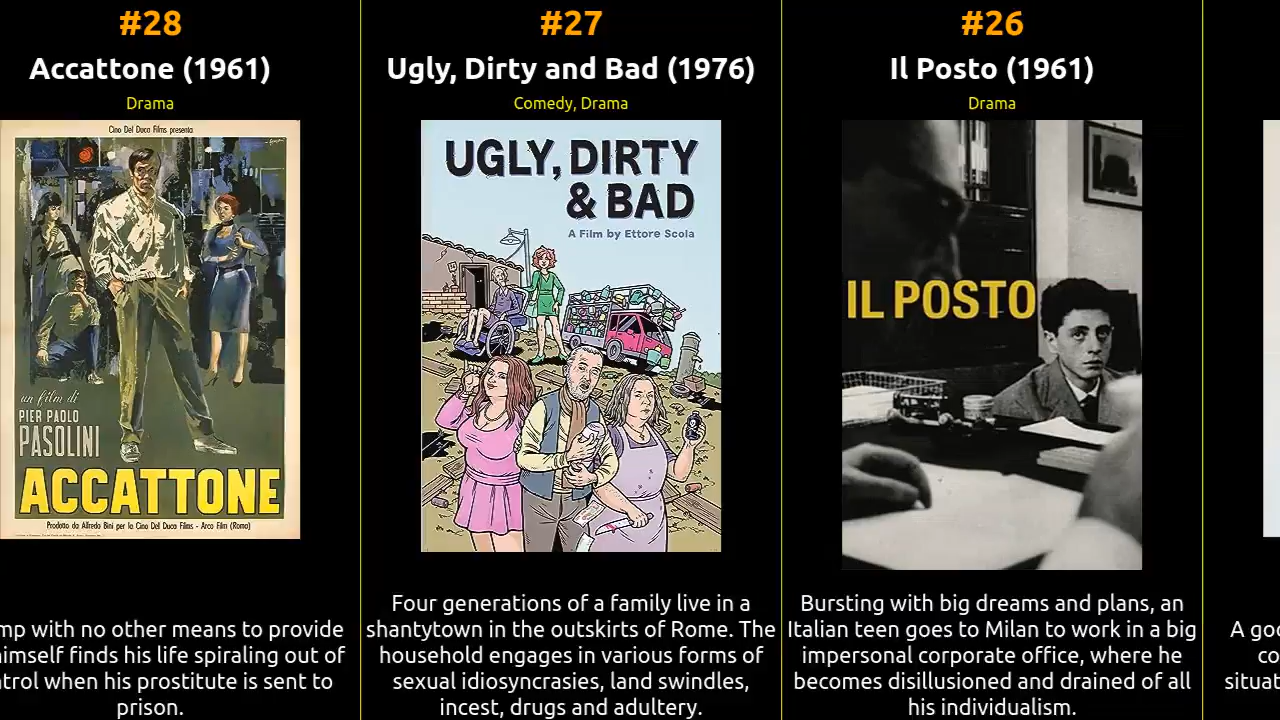 #28
Accattone (1961)
Drama
Cino Del Duca Films presenta
un film di
PIER PAOLO
PASOLINI
ACCATTONE
Prodotto da Alfredo Bini per la Cino Del Duca Films - Arco Film (Roma)
mp with no other means to provide
himself finds his life spiraling out of
ntrol when his prostitute is sent to
prison.
#27
Ugly, Dirty and Bad (1976)
Comedy, Drama
UGLY, DIRTY
& BAD
A Film by Ettore Scola
Four generations of a family live in a
shantytown in the outskirts of Rome. The
household engages in various forms of
sexual idiosyncrasies, land swindles,
incest, drugs and adultery.
#26
Il Posto (1961)
Drama
IL POSTO
Bursting with big dreams and plans, an
Italian teen goes to Milan to work in a big
impersonal corporate office, where he
becomes disillusioned and drained of all
his individualism.
A goo
co
situat